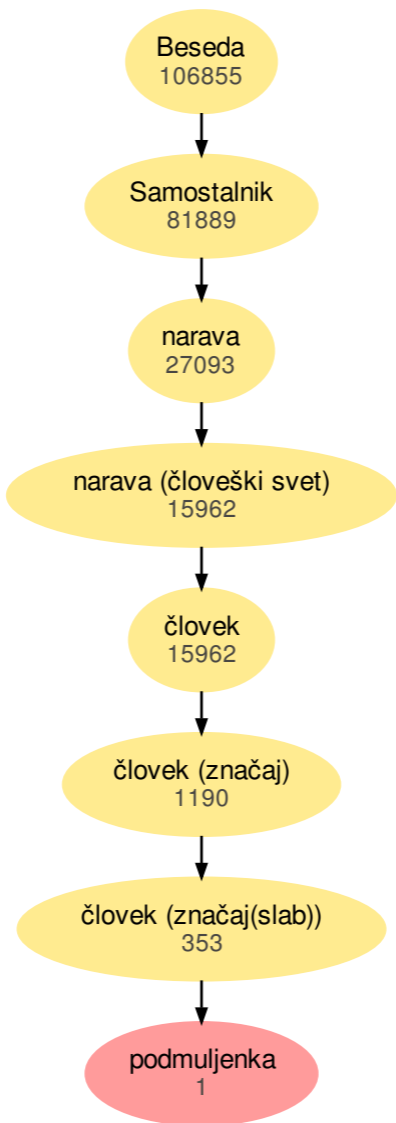 Beseda
106855
Samostalnik
81889
narava
27093
narava (človeški svet)
15962
človek
15962
človek (značaj)
1190
človek (značaj(slab))
353
podmuljenka
1